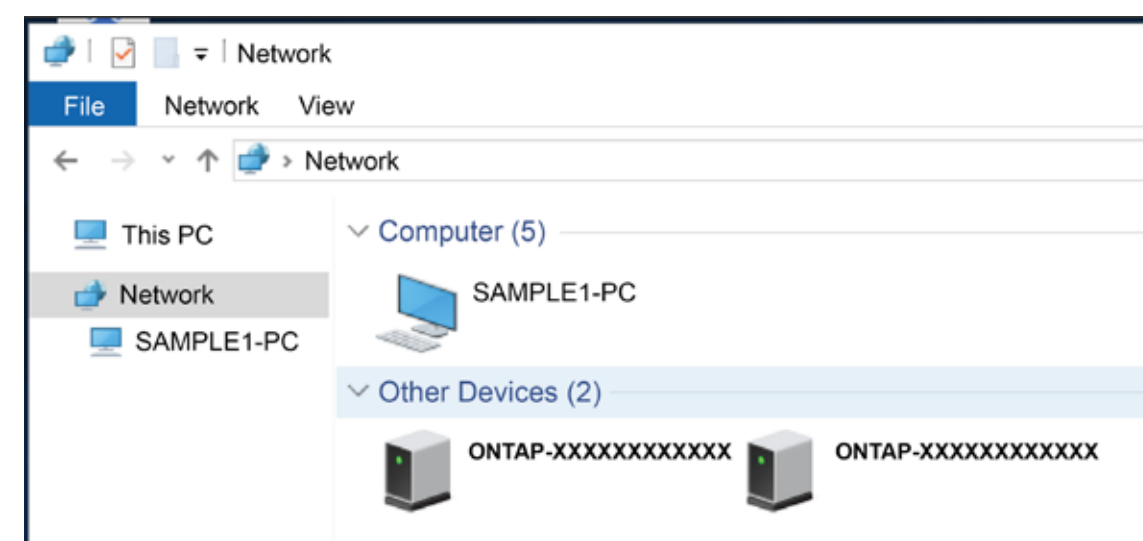 Network
File Network View
Network
This PC
Network
SAMPLE1-PC
Computer (5)
SAMPLE1-PC
Other Devices (2)
ONTAP-XXXXXXXXXXXX ONTAP-XXXXXXXXXXXX